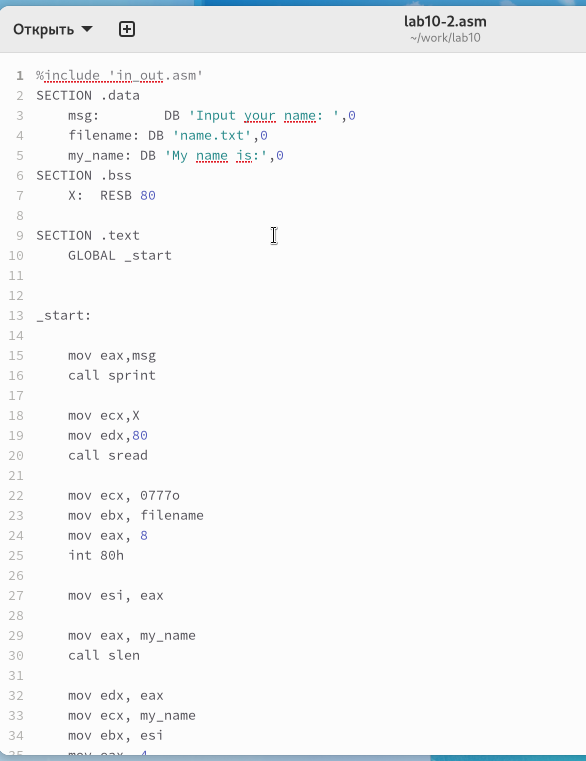 Открыть
lab10-2.asm
~/work/lab10
1 %include 'in_out.asm'
2 SECTION .data
3 msg: DB 'Input your name: ',0
4 filename: DB 'name.txt',0
5 my_name: DB 'My name is:',0
6 SECTION .bss
7 X: RESB 80
8
9 SECTION .text
10 GLOBAL _start
11
12
13 _start:
14
15 mov eax,msg
16 call sprint
17
18 mov ecx,X
19 mov edx,80
20 call sread
21
22 mov ecx, 0777o
23 mov ebx, filename
24 mov eax, 8
25 int 80h
26
27 mov esi, eax
28
29 mov eax, my_name
30 call slen
31
32 mov edx, eax
33 mov ecx, my_name
34 mov ebx, esi
35 mov eax, 4